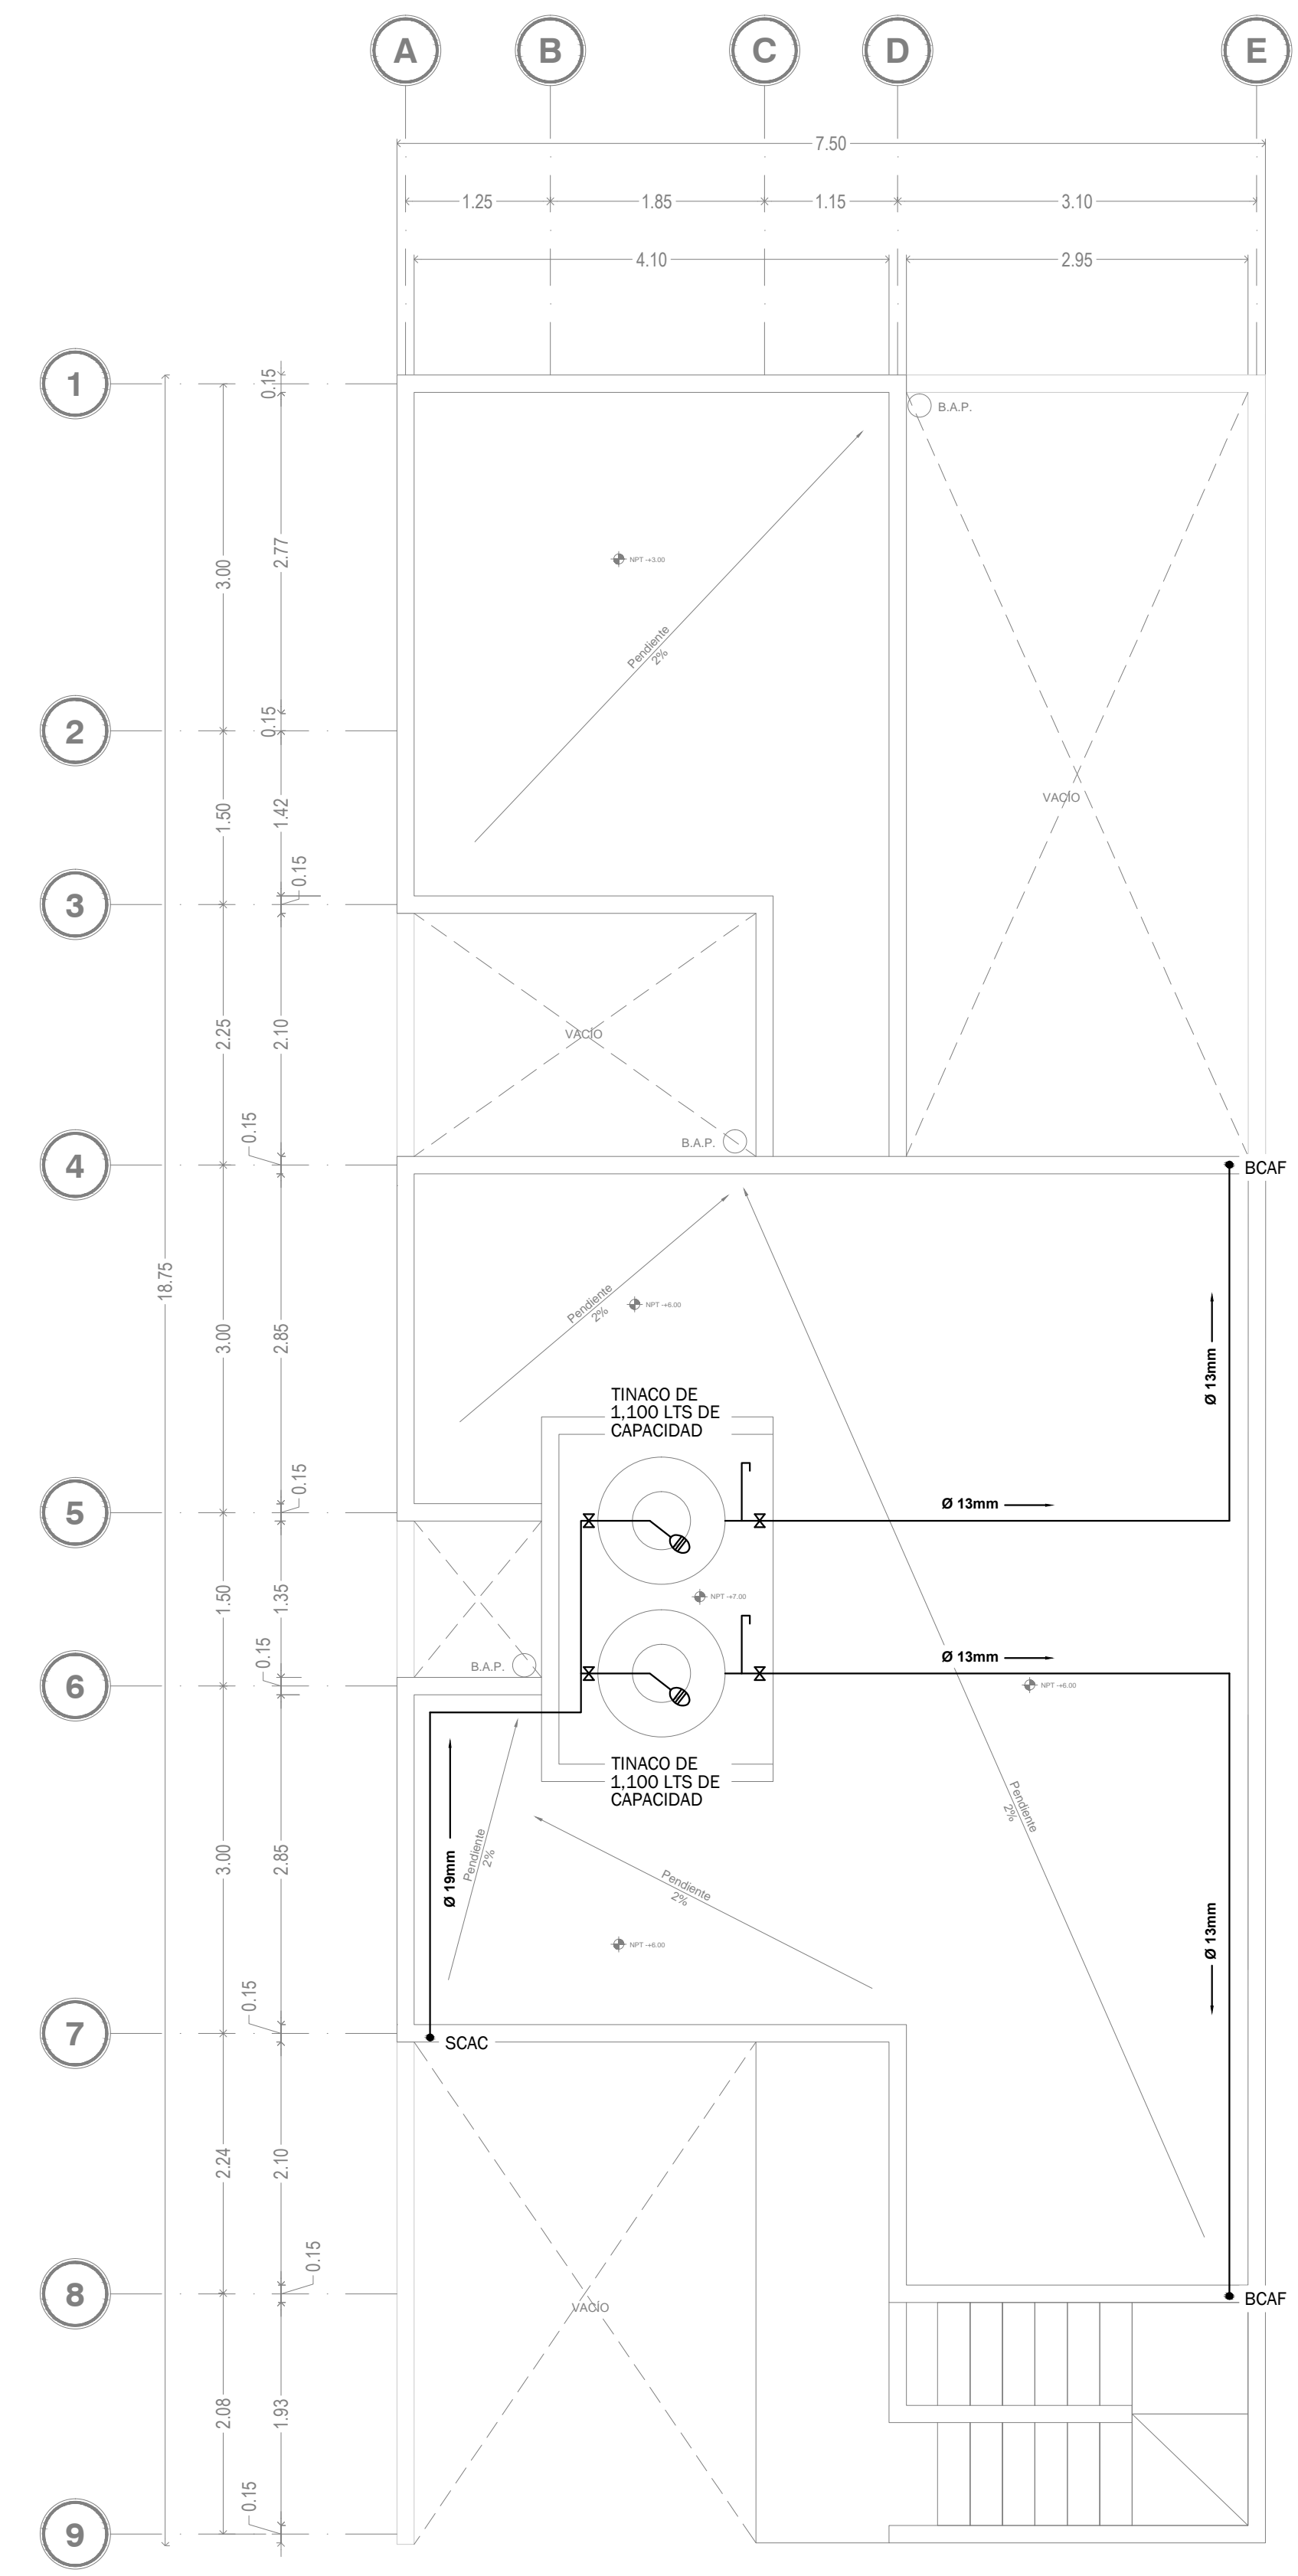 A
B
C
D
E
7.50
1.25
1.85
1.15
3.10
4.10
2.95
1
0.15
B.A.P.
3.00
2.77
NPT -+3.00
Pendiente
2%
2
0.15
VACÍO
1.50
1.42
0.15
3
2.25
2.10
VACÍO
0.15
B.A.P.
4
BCAF
18.75
Pendiente
2%
NPT -+6.00
3.00
2.85
Ø 13mm
TINACO DE
1,100 LTS DE
CAPACIDAD
0.15
5
Ø 13mm
1.50
1.35
NPT -+7.00
0.15
B.A.P.
6
Ø 13mm
NPT -+6.00
TINACO DE
1,100 LTS DE
CAPACIDAD
Pendiente
2%
3.00
2.85
Ø 19mm
Pendiente
2%
Pendiente
2%
Ø 13mm
NPT -+6.00
0.15
7
SCAC
2.24
2.10
0.15
8
VACÍO
BCAF
2.08
1.93
0.15
9